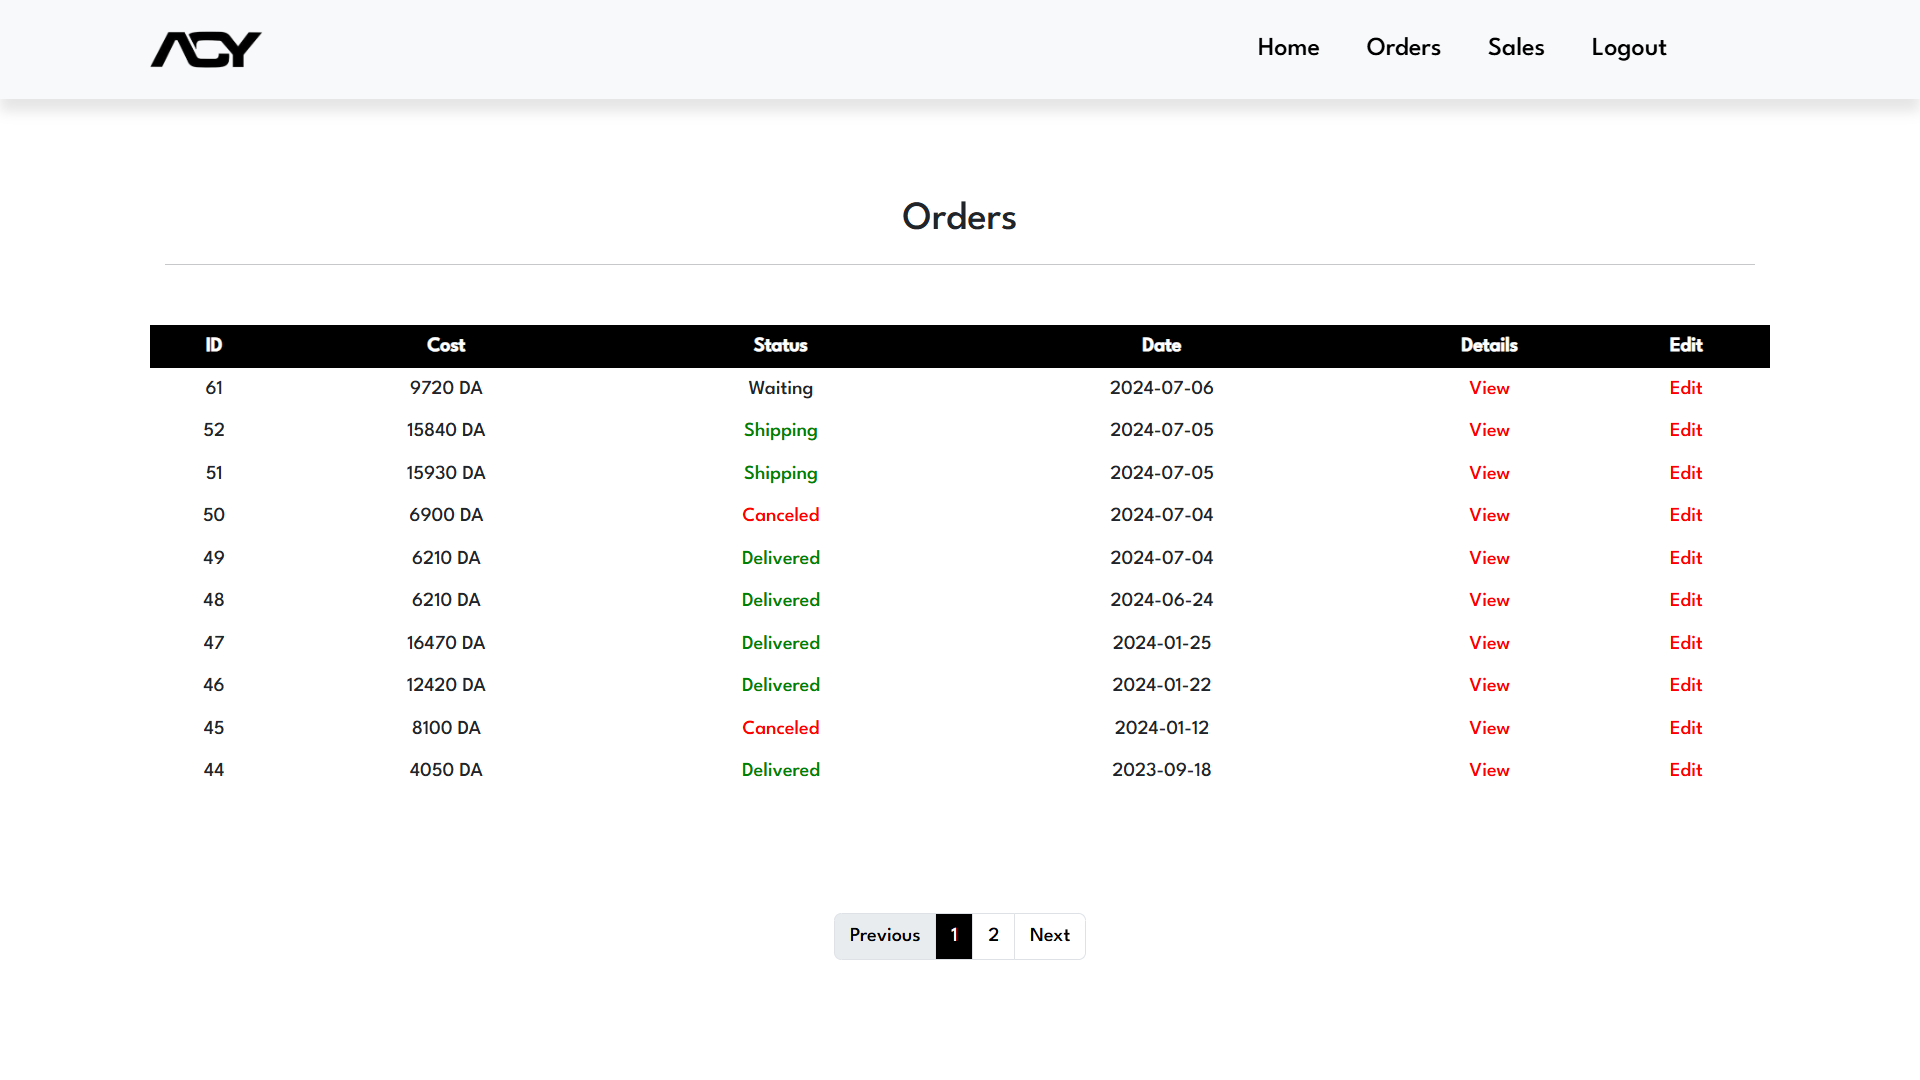 ACY
Home Orders Sales Logout
Orders
ID Cost Status Date Details Edit
61 9720 DA Waiting 2024-07-06 View Edit
52 15840 DA Shipping 2024-07-05 View Edit
51 15930 DA Shipping 2024-07-05 View Edit
50 6900 DA Canceled 2024-07-04 View Edit
49 6210 DA Delivered 2024-07-04 View Edit
48 6210 DA Delivered 2024-06-24 View Edit
47 16470 DA Delivered 2024-01-25 View Edit
46 12420 DA Delivered 2024-01-22 View Edit
45 8100 DA Canceled 2024-01-12 View Edit
44 4050 DA Delivered 2023-09-18 View Edit
Previous 1 2 Next